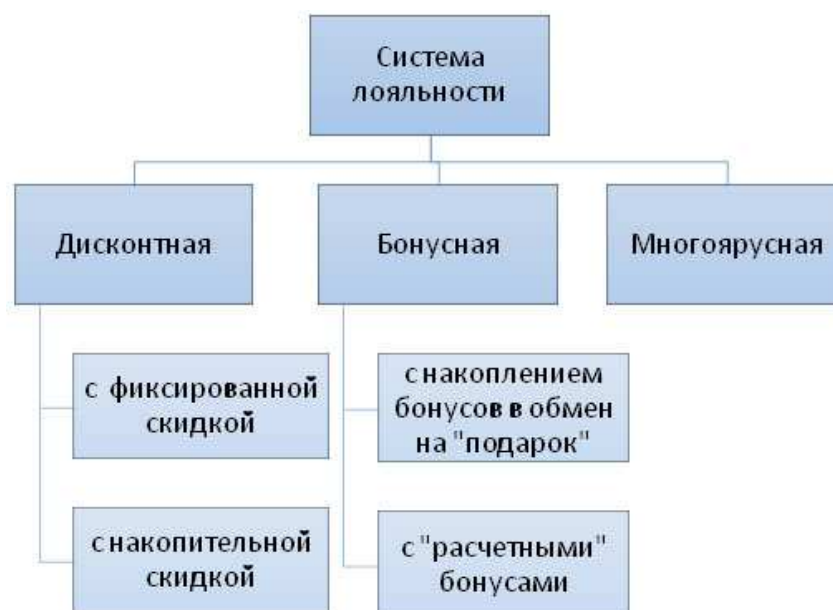 Система
лояльности
Дисконтная
Бонусная
Многоярусная
с фиксированной
скидкой
с накоплением
бонусов в обмен
на "подарок"
с накопительной
скидкой
с "расчетными"
бонусами